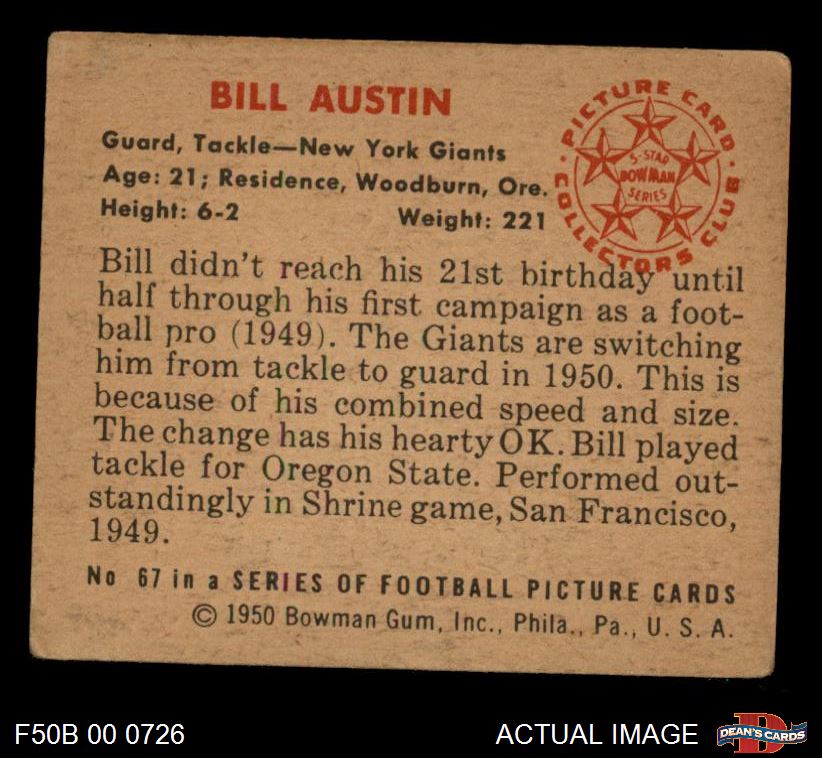 BILL AUSTIN
Guard, Tackle—New York Giants
Age: 21; Residence, Woodburn, Ore.
Height: 6-2 Weight: 221
PICTURE CARD COLLECTORS CLUB
5-STAR
BOWMAN
SERIES
Bill didn't reach his 21st birthday until
half through his first campaign as a foot-
ball pro (1949). The Giants are switching
him from tackle to guard in 1950. This is
because of his combined speed and size.
The change has his hearty OK. Bill played
tackle for Oregon State. Performed out-
standingly in Shrine game, San Francisco,
1949.
No 67 in a SERIES OF FOOTBALL PICTURE CARDS
© 1950 Bowman Gum, Inc., Phila., Pa., U. S. A.
F50B 00 0726 ACTUAL IMAGE
D
DEAN'S CARDS